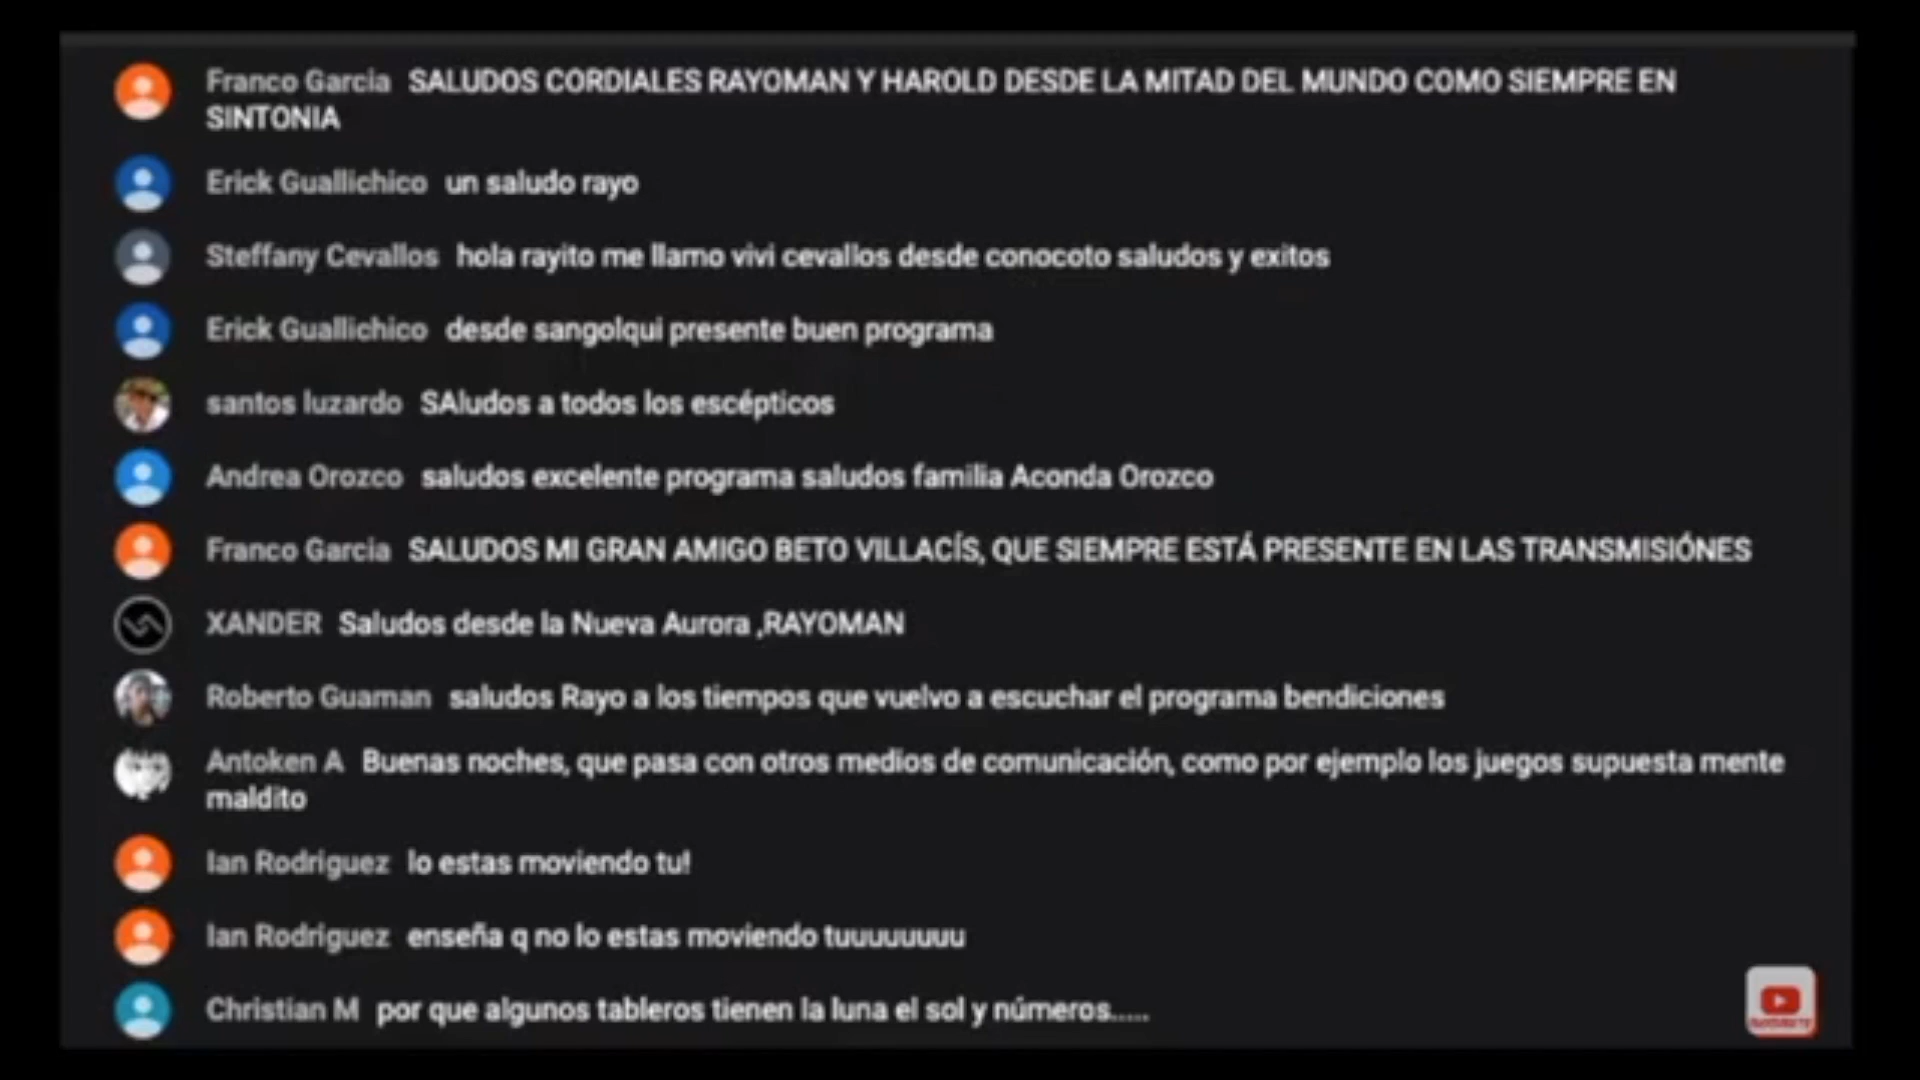 Franco Garcia SALUDOS CORDIALES RAYOMAN Y HAROLD DESDE LA MITAD DEL MUNDO COMO SIEMPRE EN
SINTONIA
Erick Guallichico un saludo rayo
Steffany Cevallos hola rayito me llamo vivi cevallos desde conocoto saludos y exitos
Erick Guallichico desde sangolqui presente buen programa
santos luzardo SAludos a todos los escépticos
Andrea Orozco saludos excelente programa saludos familia Aconda Orozco
Franco Garcia SALUDOS MI GRAN AMIGO BETO VILLACÍS, QUE SIEMPRE ESTÁ PRESENTE EN LAS TRANSMISIÓNES
XANDER Saludos desde la Nueva Aurora ,RAYOMAN
Roberto Guaman saludos Rayo a los tiempos que vuelvo a escuchar el programa bendiciones
Antoken A Buenas noches, que pasa con otros medios de comunicación, como por ejemplo los juegos supuesta mente
maldito
Ian Rodriguez lo estas moviendo tu!
Ian Rodriguez enseña q no lo estas moviendo tuuuuuuuu
Christian M por que algunos tableros tienen la luna el sol y números.....